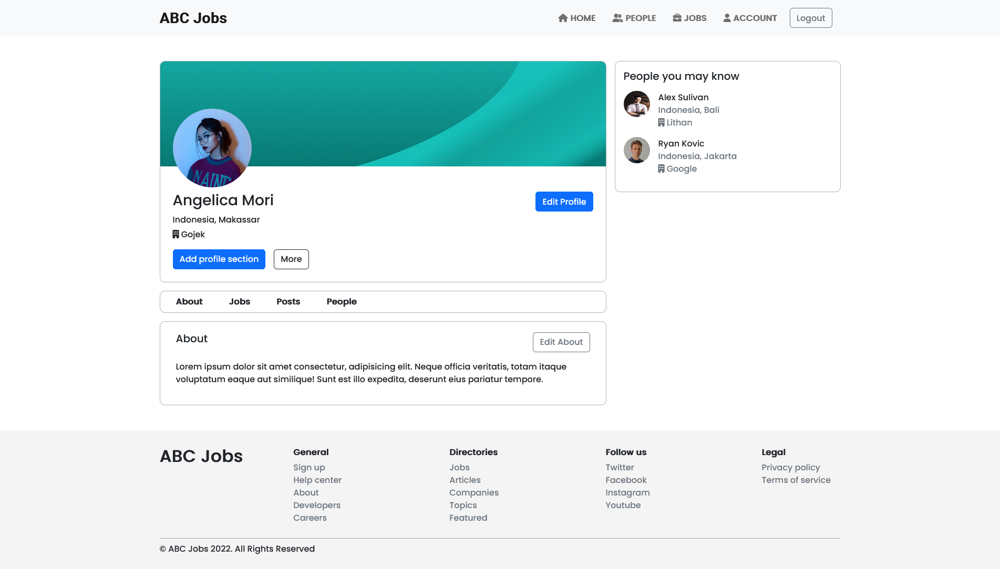 ABC Jobs
HOME
PEOPLE
JOBS
ACCOUNT
Logout
MAINE
Angelica Mori
Edit Profile
Indonesia, Makassar
Gojek
Add profile section
More
People you may know
Alex Sulivan
Indonesia, Bali
Lithan
Ryan Kovic
Indonesia, Jakarta
Google
About
Jobs
Posts
People
About
Edit About
Lorem ipsum dolor sit amet consectetur, adipisicing elit. Neque officia veritatis, totam itaque
voluptatum eaque aut similique! Sunt est illo expedita, deserunt eius pariatur tempore.
ABC Jobs
General
Sign up
Help center
About
Developers
Careers
Directories
Jobs
Articles
Companies
Topics
Featured
Follow us
Twitter
Facebook
Instagram
Youtube
Legal
Privacy policy
Terms of service
© ABC Jobs 2022. All Rights Reserved